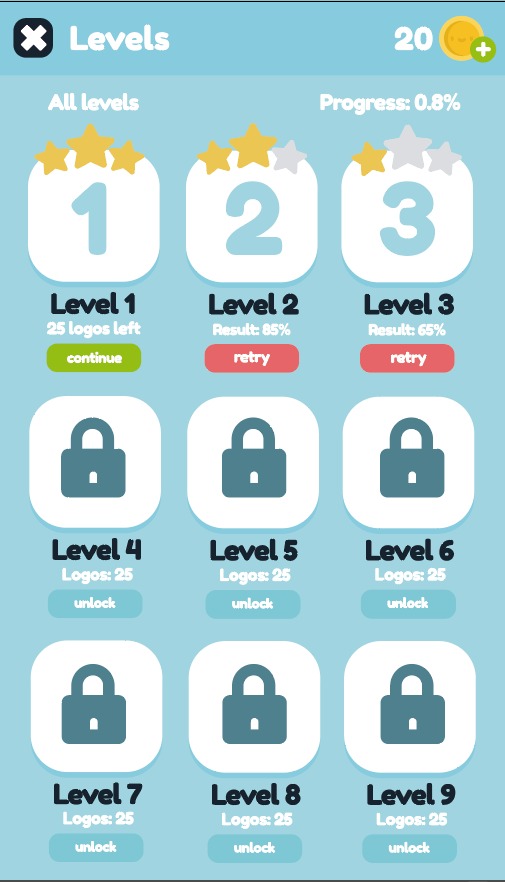 Levels 20
All levels Progress: 0.8%
1 2 3
Level 1 Level 2 Level 3
25 logos left Result: 85% Result: 65%
continue retry retry
Level 4 Level 5 Level 6
Logos: 25 Logos: 25 Logos: 25
unlock unlock unlock
Level 7 Level 8 Level 9
Logos: 25 Logos: 25 Logos: 25
unlock unlock unlock